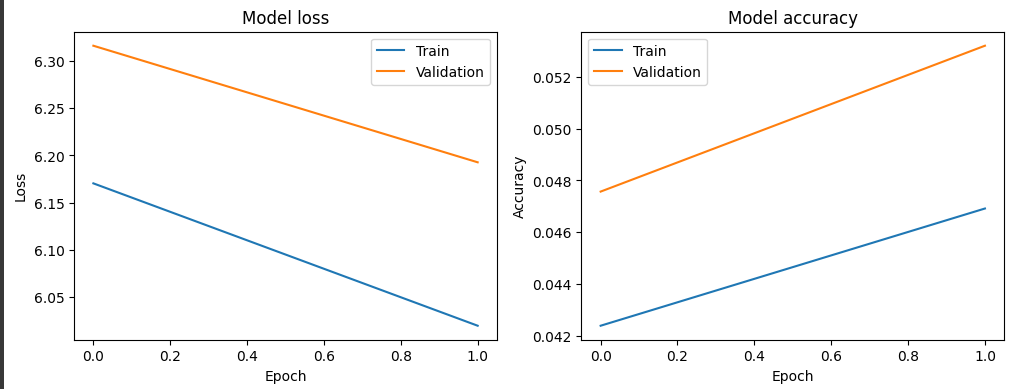 Model loss
Train
Validation
6.30
6.25
6.20
6.15
6.10
6.05
Loss
0.0 0.2 0.4 0.6 0.8 1.0
Epoch
Model accuracy
Train
Validation
0.052
0.050
0.048
0.046
0.044
0.042
Accuracy
0.0 0.2 0.4 0.6 0.8 1.0
Epoch